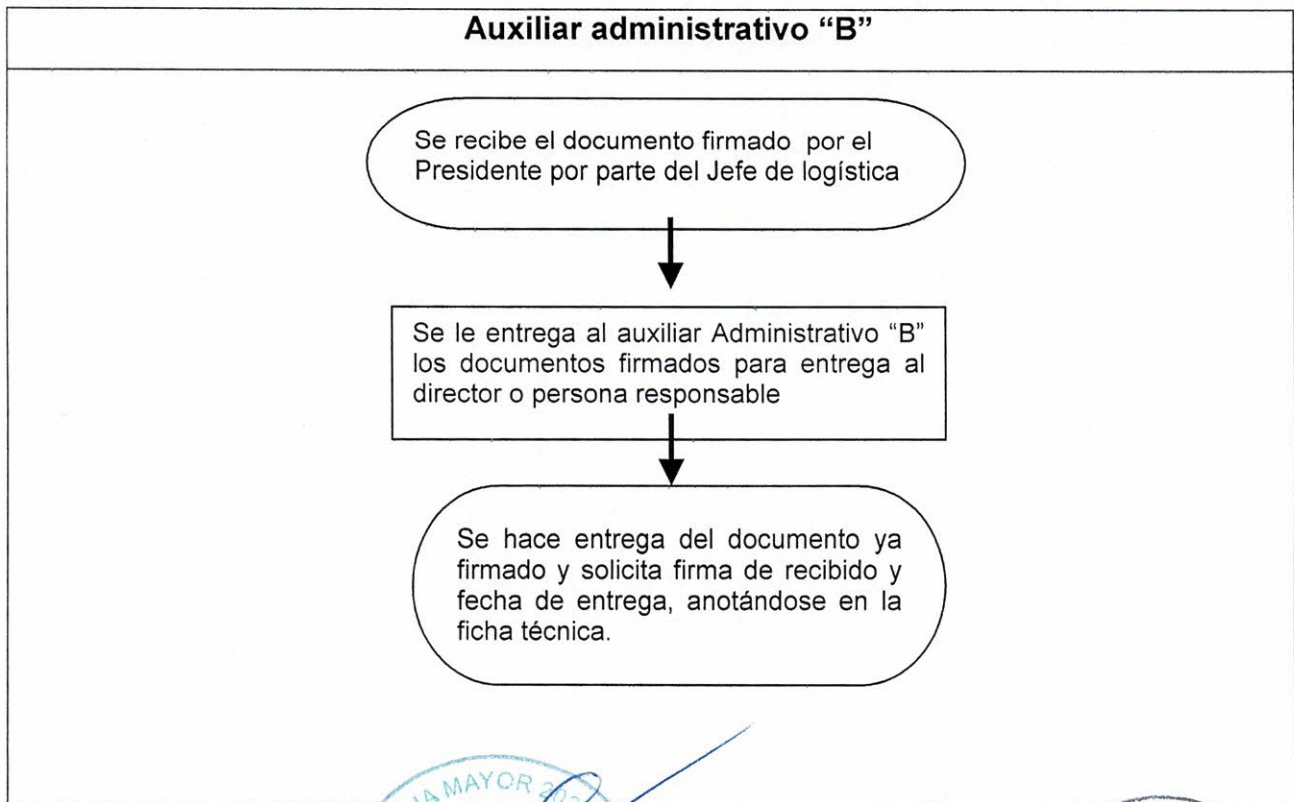 Auxiliar administrativo “B”
Se recibe el documento firmado por el
Presidente por parte del Jefe de logística
Se le entrega al auxiliar Administrativo “B”
los documentos firmados para entrega al
director o persona responsable
Se hace entrega del documento ya
firmado y solicita firma de recibido y
fecha de entrega, anotándose en la
ficha técnica.
MAYOR